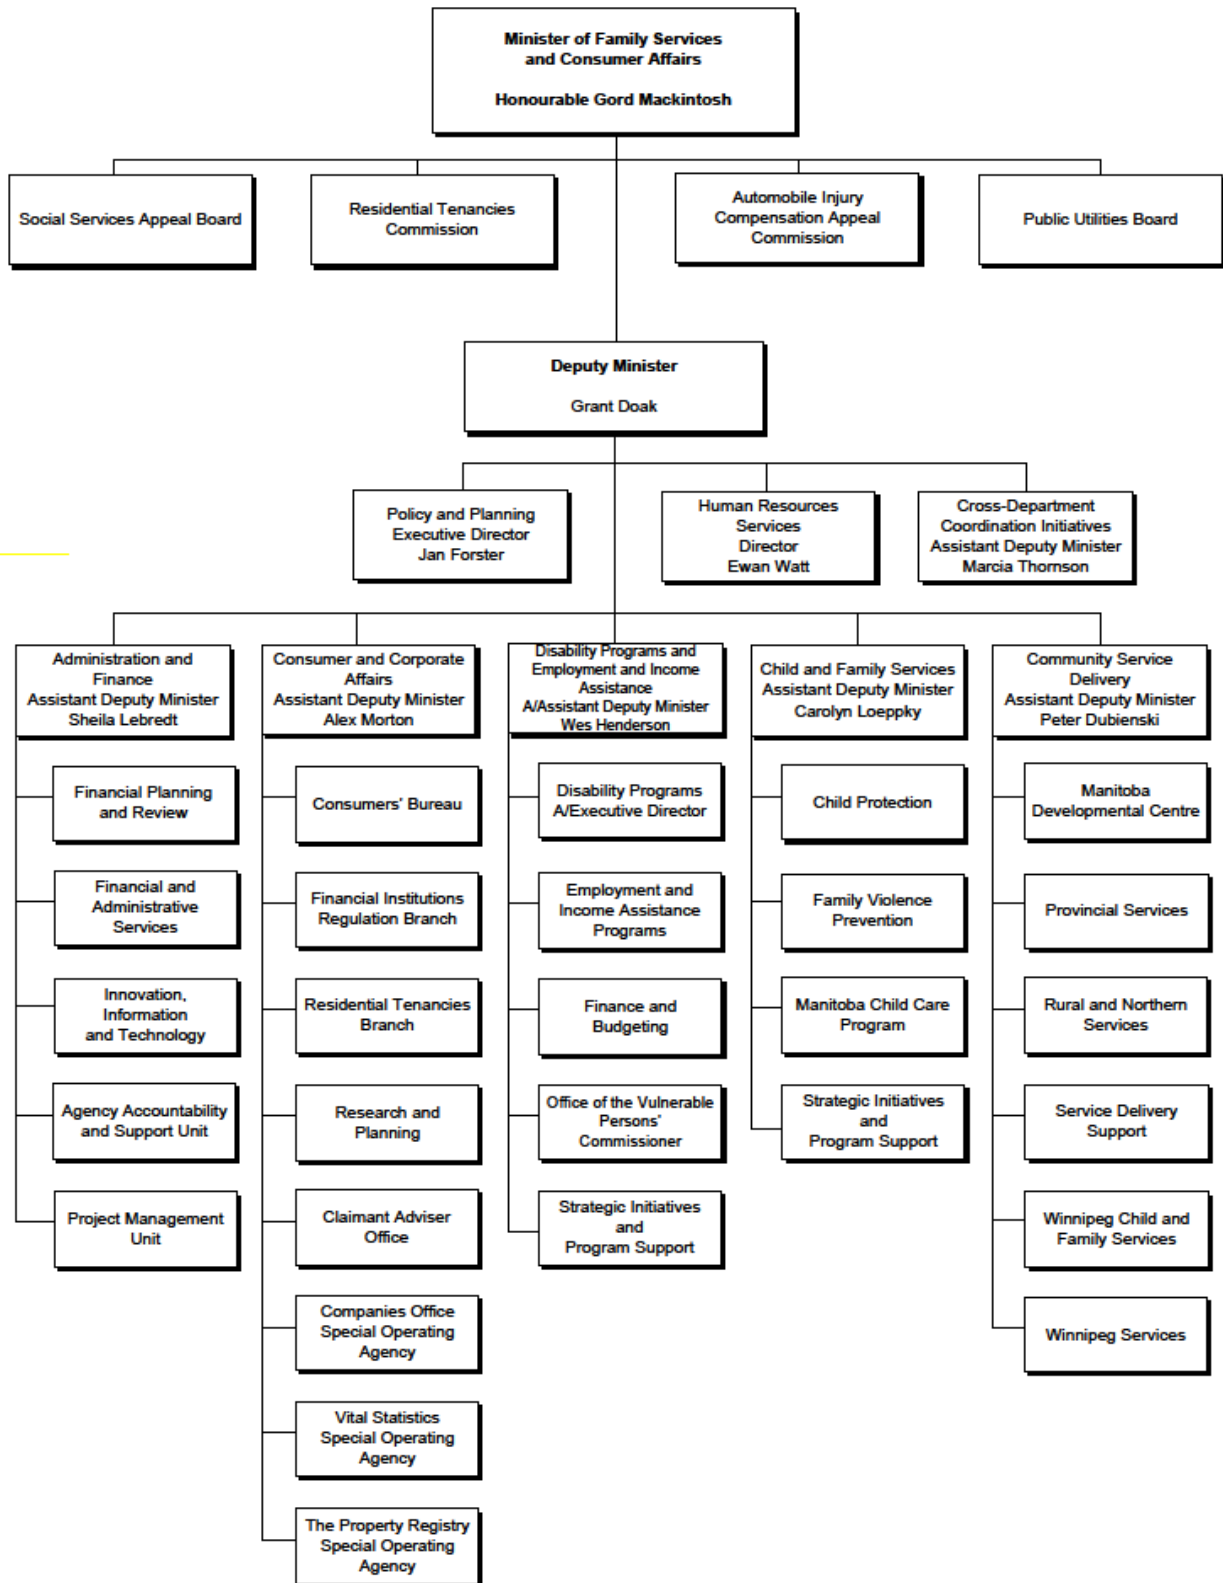 Minister of Family Services
and Consumer Affairs
Honourable Gord Mackintosh
Social Services Appeal Board
Residential Tenancies
Commission
Automobile Injury
Compensation Appeal
Commission
Public Utilities Board
Deputy Minister
Grant Doak
Policy and Planning
Executive Director
Jan Forster
Human Resources
Services
Director
Ewan Watt
Cross-Department
Coordination Initiatives
Assistant Deputy Minister
Marcia Thomson
Administration and
Finance
Assistant Deputy Minister
Sheila Lebredt
Financial Planning
and Review
Financial and
Administrative
Services
Innovation,
Information
and Technology
Agency Accountability
and Support Unit
Project Management
Unit
Consumer and Corporate
Affairs
Assistant Deputy Minister
Alex Morton
Consumers' Bureau
Financial Institutions
Regulation Branch
Residential Tenancies
Branch
Research and
Planning
Claimant Adviser
Office
Companies Office
Special Operating
Agency
Vital Statistics
Special Operating
Agency
The Property Registry
Special Operating
Agency
Disability Programs and
Employment and Income
Assistance
A/Assistant Deputy Minister
Wes Henderson
Disability Programs
A/Executive Director
Employment and
Income Assistance
Programs
Finance and
Budgeting
Office of the Vulnerable
Persons'
Commissioner
Strategic Initiatives
and
Program Support
Child and Family Services
Assistant Deputy Minister
Carolyn Loeppky
Child Protection
Family Violence
Prevention
Manitoba Child Care
Program
Strategic Initiatives
and
Program Support
Community Service
Delivery
Assistant Deputy Minister
Peter Dubienski
Manitoba
Developmental Centre
Provincial Services
Rural and Northern
Services
Service Delivery
Support
Winnipeg Child and
Family Services
Winnipeg Services